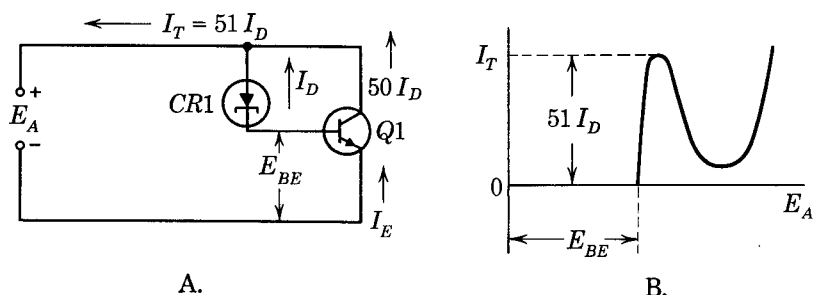 I_T = 51 I_D
+
E_A
−
CR1
I_D
50 I_D
Q1
E_BE
I_E
A.
I_T
51 I_D
0
E_A
E_BE
B.